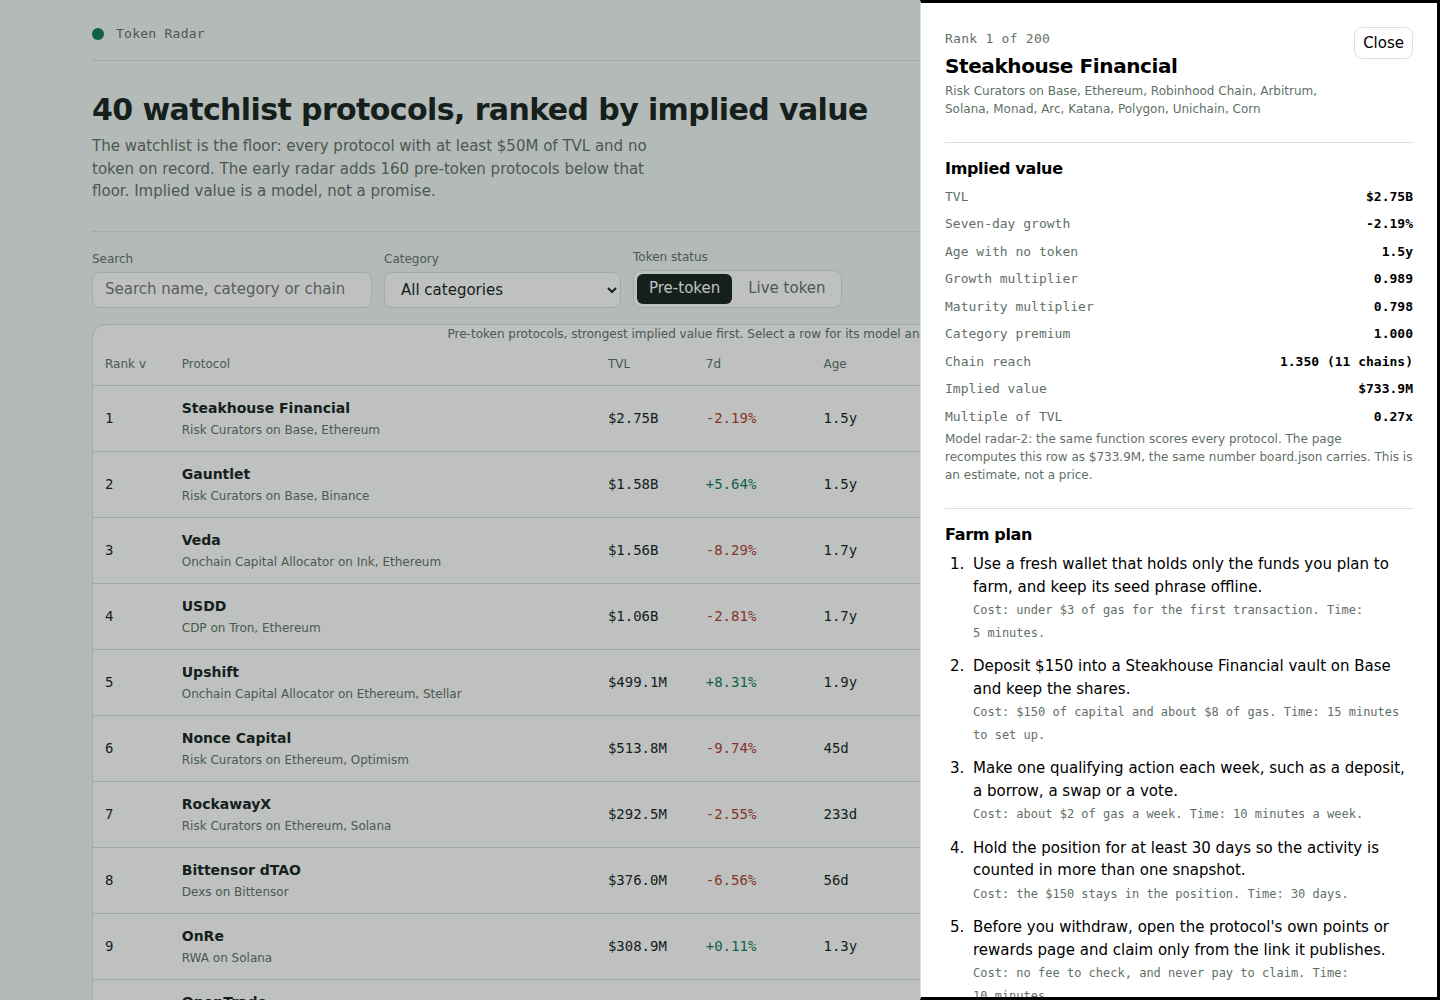 Token Radar
40 watchlist protocols, ranked by implied value
The watchlist is the floor: every protocol with at least $50M of TVL and no
token on record. The early radar adds 160 pre-token protocols below that
floor. Implied value is a model, not a promise.
Search
Category
Token status
Search name, category or chain
All categories
Pre-token
Live token
Pre-token protocols, strongest implied value first. Select a row for its model an
Rank v Protocol TVL 7d Age
1 Steakhouse Financial $2.75B -2.19% 1.5y
Risk Curators on Base, Ethereum
2 Gauntlet $1.58B +5.64% 1.5y
Risk Curators on Base, Binance
3 Veda $1.56B -8.29% 1.7y
Onchain Capital Allocator on Ink, Ethereum
4 USDD $1.06B -2.81% 1.7y
CDP on Tron, Ethereum
5 Upshift $499.1M +8.31% 1.9y
Onchain Capital Allocator on Ethereum, Stellar
6 Nonce Capital $513.8M -9.74% 45d
Risk Curators on Ethereum, Optimism
7 RockawayX $292.5M -2.55% 233d
Risk Curators on Ethereum, Solana
8 Bittensor dTAO $376.0M -6.56% 56d
Dexs on Bittensor
9 OnRe $308.9M +0.11% 1.3y
RWA on Solana
OpenTrade
Rank 1 of 200
Close
Steakhouse Financial
Risk Curators on Base, Ethereum, Robinhood Chain, Arbitrum,
Solana, Monad, Arc, Katana, Polygon, Unichain, Corn
Implied value
TVL $2.75B
Seven-day growth -2.19%
Age with no token 1.5y
Growth multiplier 0.989
Maturity multiplier 0.798
Category premium 1.000
Chain reach 1.350 (11 chains)
Implied value $733.9M
Multiple of TVL 0.27x
Model radar-2: the same function scores every protocol. The page
recomputes this row as $733.9M, the same number board.json carries. This is
an estimate, not a price.
Farm plan
1. Use a fresh wallet that holds only the funds you plan to
farm, and keep its seed phrase offline.
Cost: under $3 of gas for the first transaction. Time:
5 minutes.
2. Deposit $150 into a Steakhouse Financial vault on Base
and keep the shares.
Cost: $150 of capital and about $8 of gas. Time: 15 minutes
to set up.
3. Make one qualifying action each week, such as a deposit,
a borrow, a swap or a vote.
Cost: about $2 of gas a week. Time: 10 minutes a week.
4. Hold the position for at least 30 days so the activity is
counted in more than one snapshot.
Cost: the $150 stays in the position. Time: 30 days.
5. Before you withdraw, open the protocol's own points or
rewards page and claim only from the link it publishes.
Cost: no fee to check, and never pay to claim. Time:
10 minutes